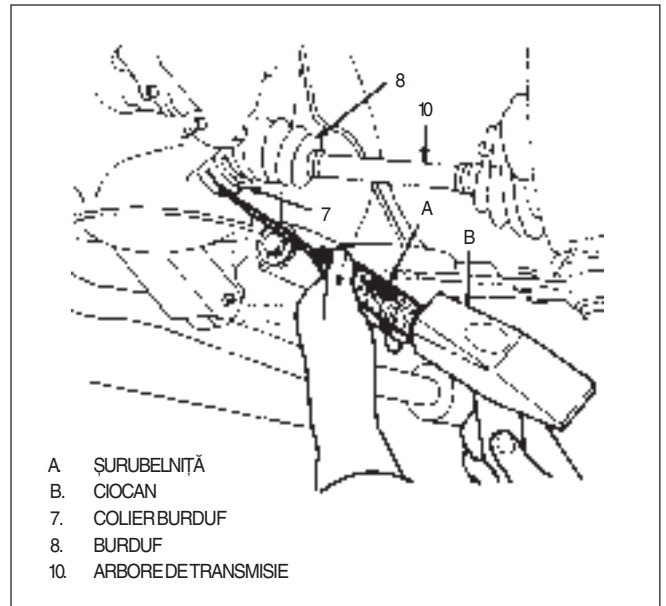 8
10
7
A
B
A ȘURUBELNIȚĂ
B. CIOCAN
7. COLIER BURDUF
8. BURDUF
10. ARBORE DE TRANSMISIE